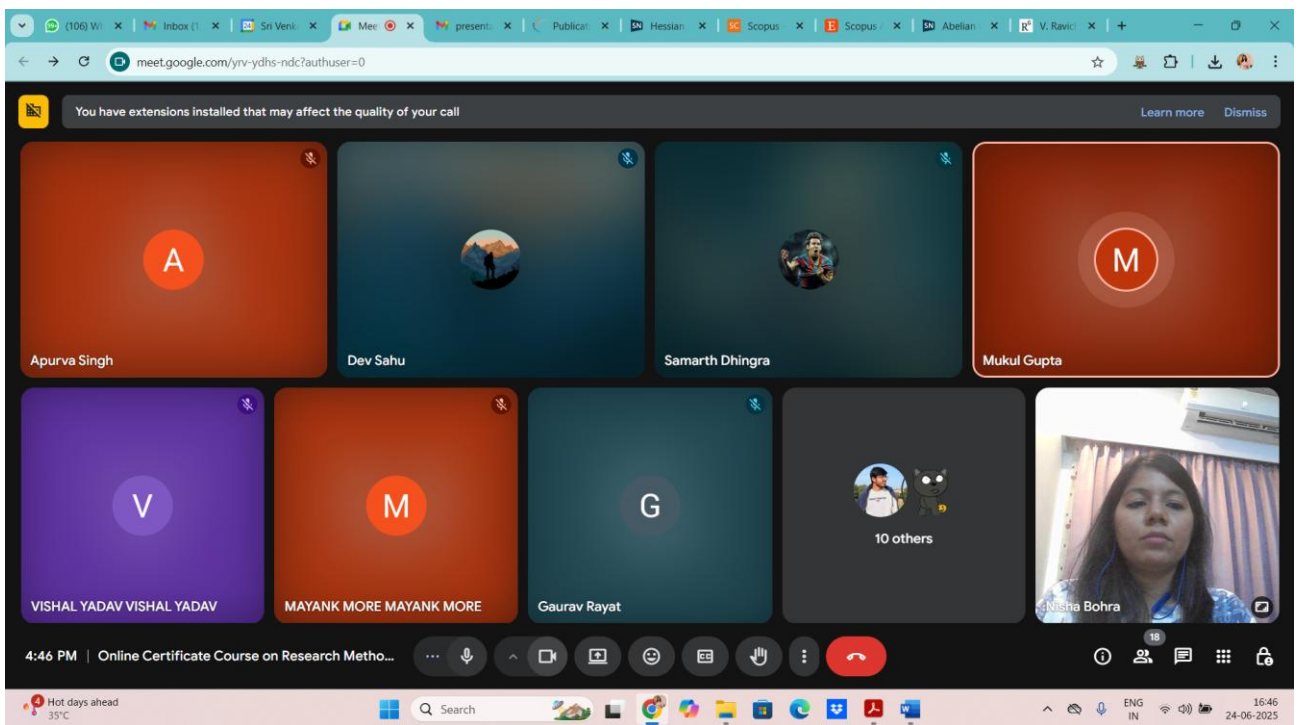 (106) W
Inbox (1
Sri Venk
Mee
present
Publicat
Hessian
Scopus
Scopus
Abelian
V. Ravic
meet.google.com/yrv-ydhs-ndc?authuser=0
You have extensions installed that may affect the quality of your call
Learn more
Dismiss
A
Apurva Singh
Dev Sahu
Samarth Dhingra
M
Mukul Gupta
V
VISHAL YADAV VISHAL YADAV
M
MAYANK MORE MAYANK MORE
G
Gaurav Rayat
10 others
Nisha Bohra
4:46 PM | Online Certificate Course on Research Metho...
18
4
Hot days ahead
35°C
Search
ENG
IN
16:46
24-06-2025